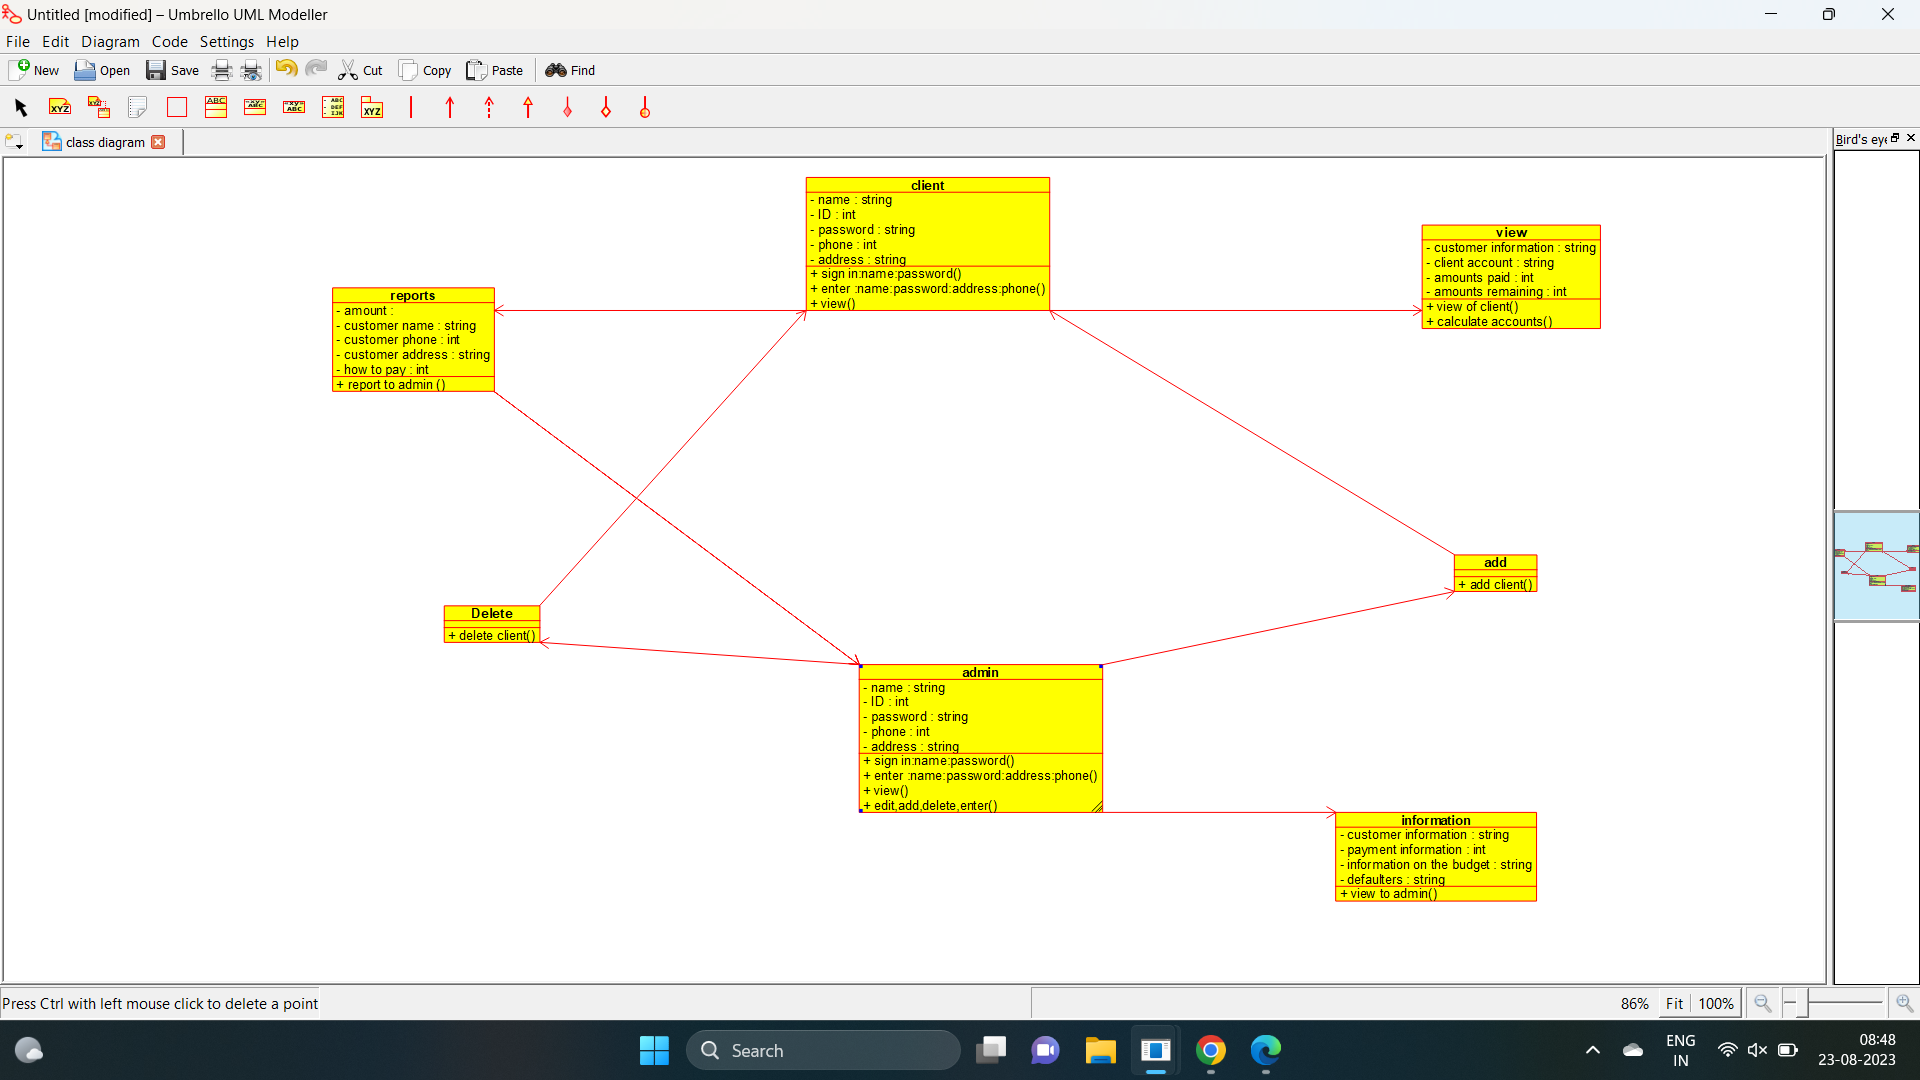 Untitled [modified] – Umbrello UML Modeller
File Edit Diagram Code Settings Help
New Open Save Cut Copy Paste Find
class diagram
Bird's eye
client
- name : string
- ID : int
- password : string
- phone : int
- address : string
+ sign in:name:password()
+ enter :name:password:address:phone()
+ view()
view
- customer information : string
- client account : string
- amounts paid : int
- amounts remaining : int
+ view of client()
+ calculate accounts()
reports
- amount :
- customer name : string
- customer phone : int
- customer address : string
- how to pay : int
+ report to admin ()
add
+ add client()
Delete
+ delete client()
admin
- name : string
- ID : int
- password : string
- phone : int
- address : string
+ sign in:name:password()
+ enter :name:password:address:phone()
+ view()
+ edit,add,delete,enter()
information
- customer information : string
- payment information : int
- information on the budget : string
- defaulters : string
+ view to admin()
Press Ctrl with left mouse click to delete a point
86% Fit 100%
Search
ENG
IN
08:48
23-08-2023